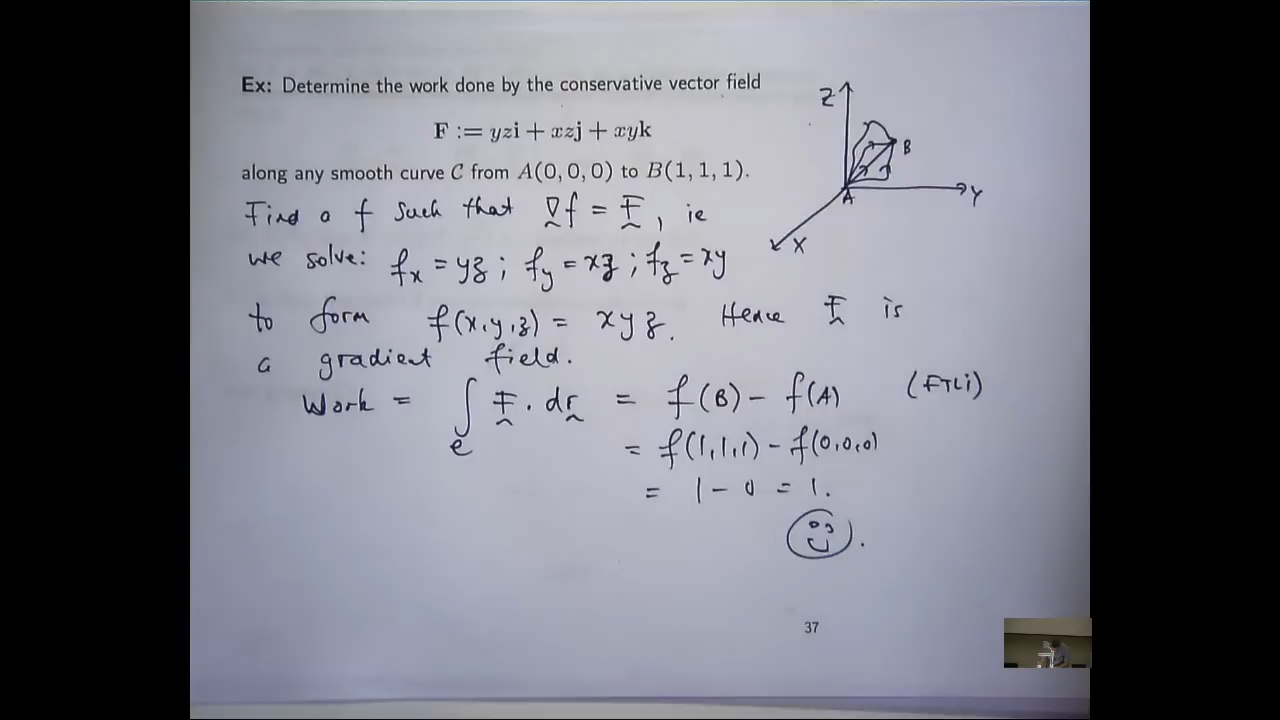 Ex: Determine the work done by the conservative vector field
F := yzi + xzj + xyk
along any smooth curve C from A(0, 0, 0) to B(1, 1, 1).
Find a f such that ∇f = F, ie
we solve: fx = yz ; fy = xz ; fz = xy
to form f(x,y,z) = xyz. Hence F is
a gradient field.
Work = ∫C F · dr = f(B) − f(A) (FTLi)
= f(1,1,1) − f(0,0,0)
= 1 − 0 = 1.
Z
B
A
Y
X
37